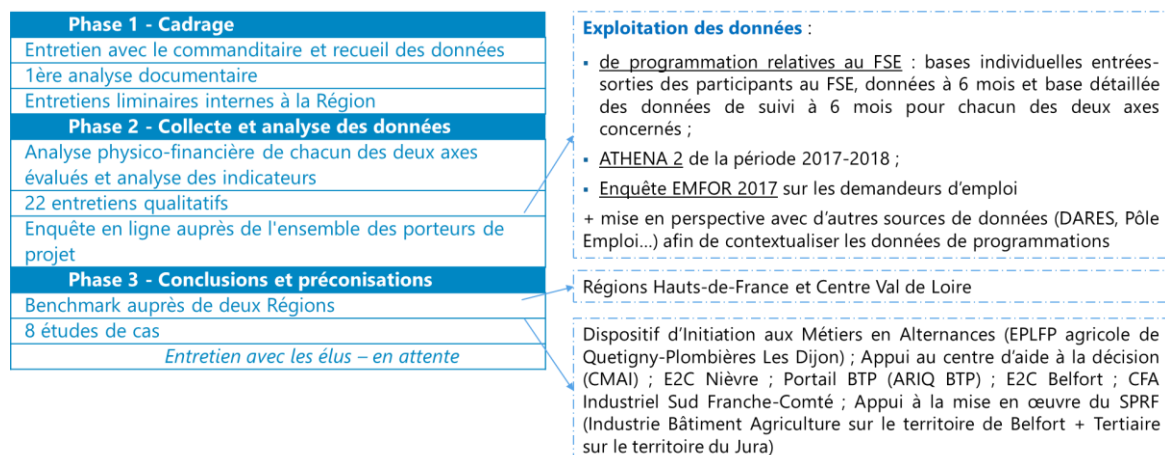 Phase 1 - Cadrage
Entretien avec le commanditaire et recueil des données
1ère analyse documentaire
Entretiens liminaires internes à la Région
Phase 2 - Collecte et analyse des données
Analyse physico-financière de chacun des deux axes
évalués et analyse des indicateurs
22 entretiens qualitatifs
Enquête en ligne auprès de l'ensemble des porteurs de
projet
Phase 3 - Conclusions et préconisations
Benchmark auprès de deux Régions
8 études de cas
Entretien avec les élus – en attente
Exploitation des données :
▪ de programmation relatives au FSE : bases individuelles entrées-
sorties des participants au FSE, données à 6 mois et base détaillée
des données de suivi à 6 mois pour chacun des deux axes
concernés ;
▪ ATHENA 2 de la période 2017-2018 ;
▪ Enquête EMFOR 2017 sur les demandeurs d'emploi
+ mise en perspective avec d'autres sources de données (DARES, Pôle
Emploi...) afin de contextualiser les données de programmations
Régions Hauts-de-France et Centre Val de Loire
Dispositif d'Initiation aux Métiers en Alternances (EPLFP agricole de
Quetigny-Plombières Les Dijon) ; Appui au centre d'aide à la décision
(CMAI) ; E2C Nièvre ; Portail BTP (ARIQ BTP) ; E2C Belfort ; CFA
Industriel Sud Franche-Comté ; Appui à la mise en œuvre du SPRF
(Industrie Bâtiment Agriculture sur le territoire de Belfort + Tertiaire
sur le territoire du Jura)